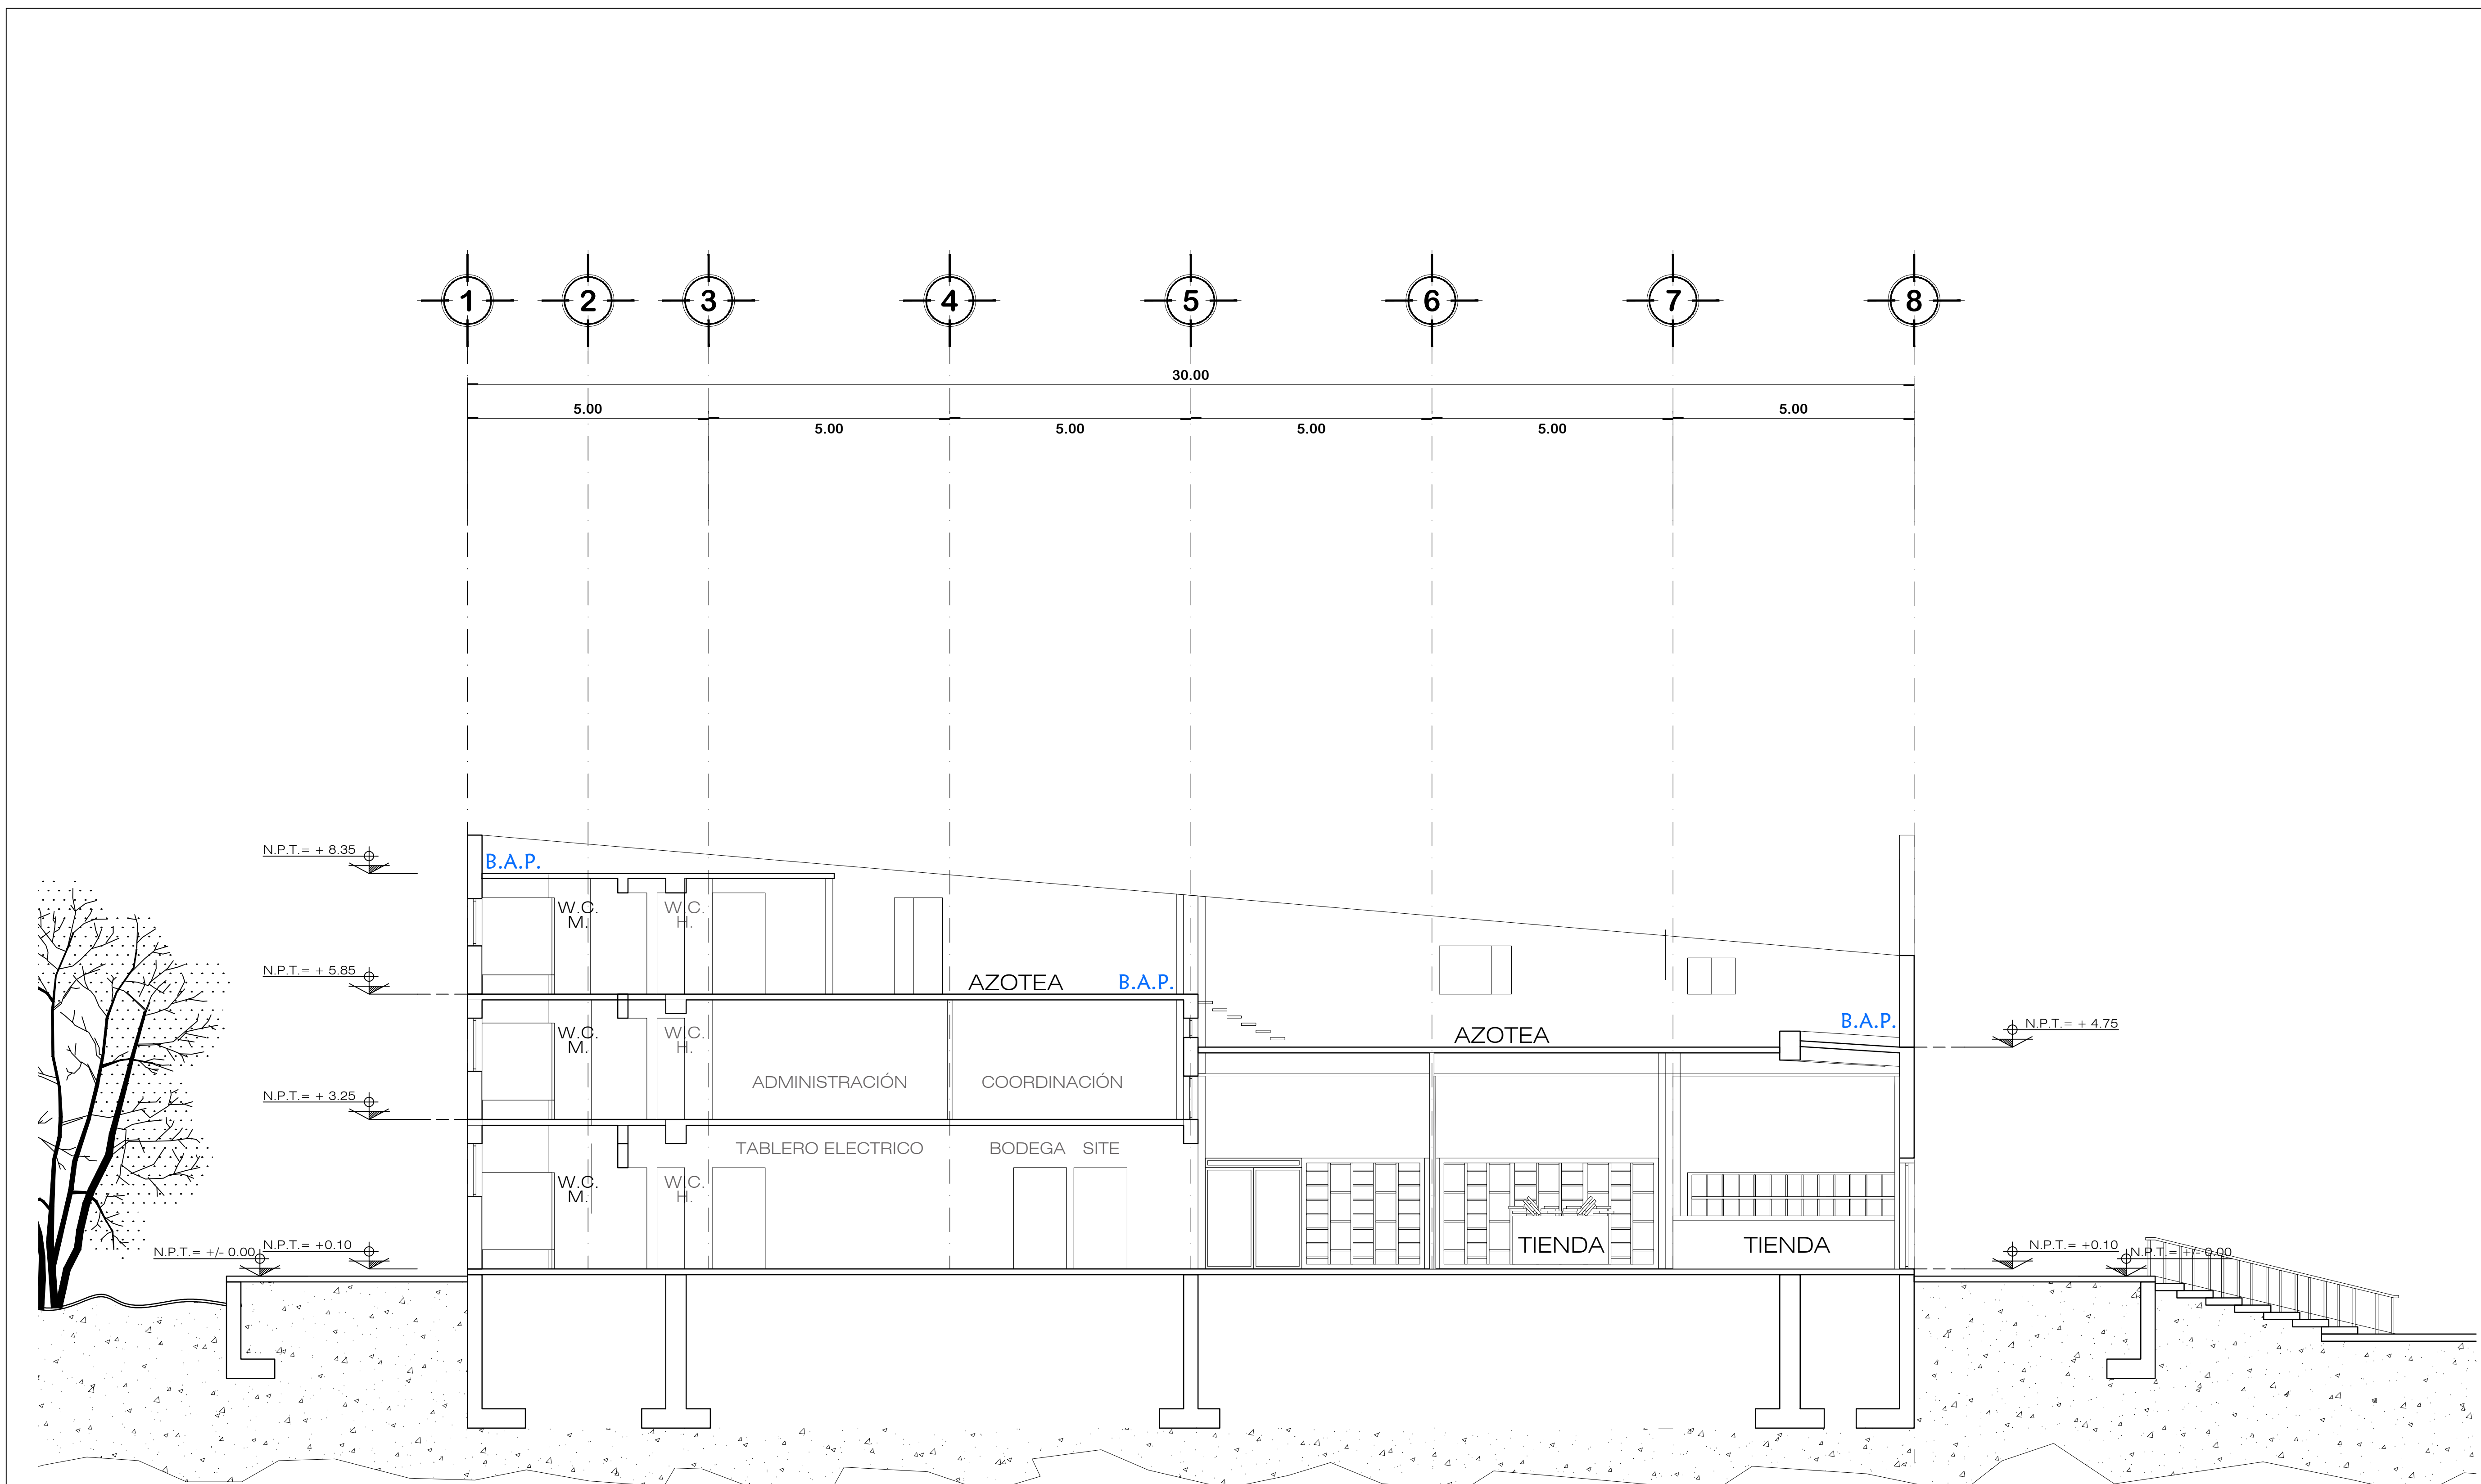 1 2 3 4 5 6 7 8
30.00
5.00 5.00
5.00 5.00 5.00 5.00
N.P.T.= + 8.35
B.A.P.
W.C.
M.
W.C.
H.
N.P.T.= + 5.85
AZOTEA B.A.P.
B.A.P.
N.P.T.= + 4.75
W.C.
M.
W.C.
H.
AZOTEA
ADMINISTRACIÓN COORDINACIÓN
N.P.T.= + 3.25
TABLERO ELECTRICO BODEGA SITE
W.C.
M.
W.C.
H.
TIENDA TIENDA
N.P.T.= +/- 0.00 N.P.T.= +0.10
N.P.T.= +0.10
N.P.T.= +/- 0.00